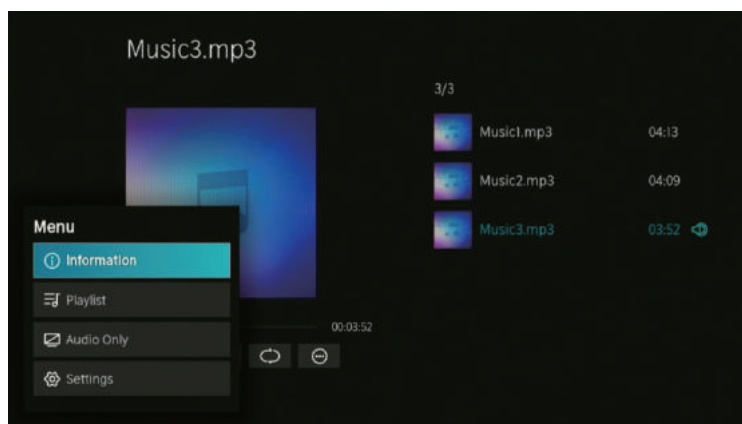 Music3.mp3
3/3
Music1.mp3 04:13
Music2.mp3 04:09
Music3.mp3 03:52
Menu
Information
Playlist
Audio Only
Settings
00:03:52